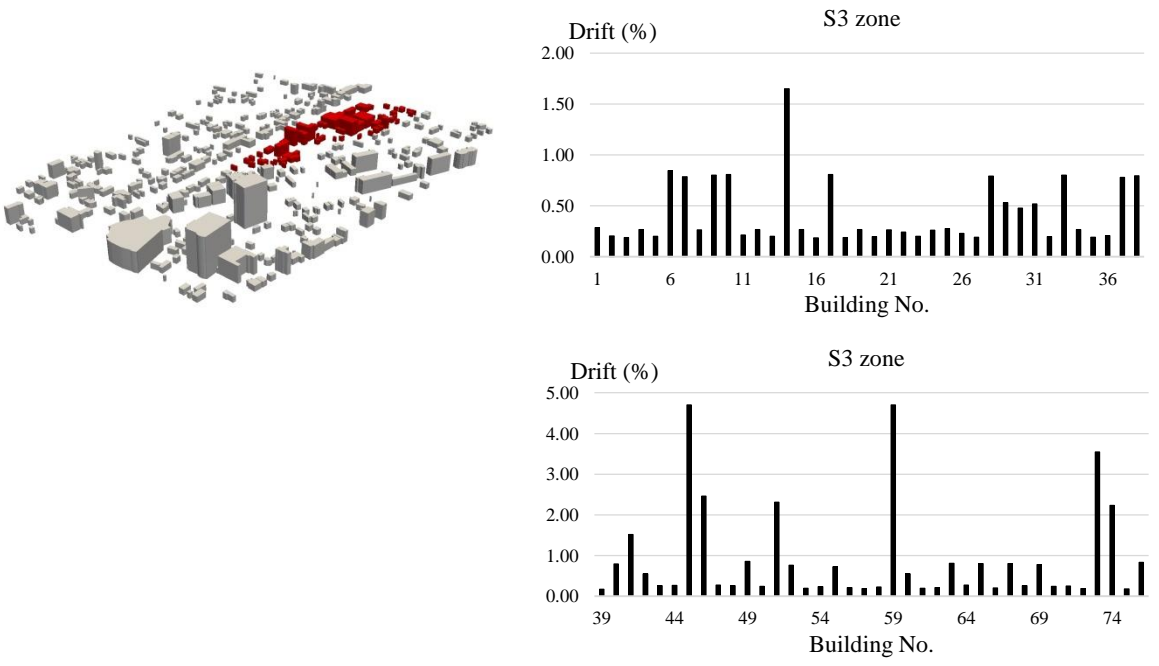 S3 zone
Drift (%)
2.00
1.50
1.00
0.50
0.00
1 6 11 16 21 26 31 36
Building No.
S3 zone
Drift (%)
5.00
4.00
3.00
2.00
1.00
0.00
39 44 49 54 59 64 69 74
Building No.